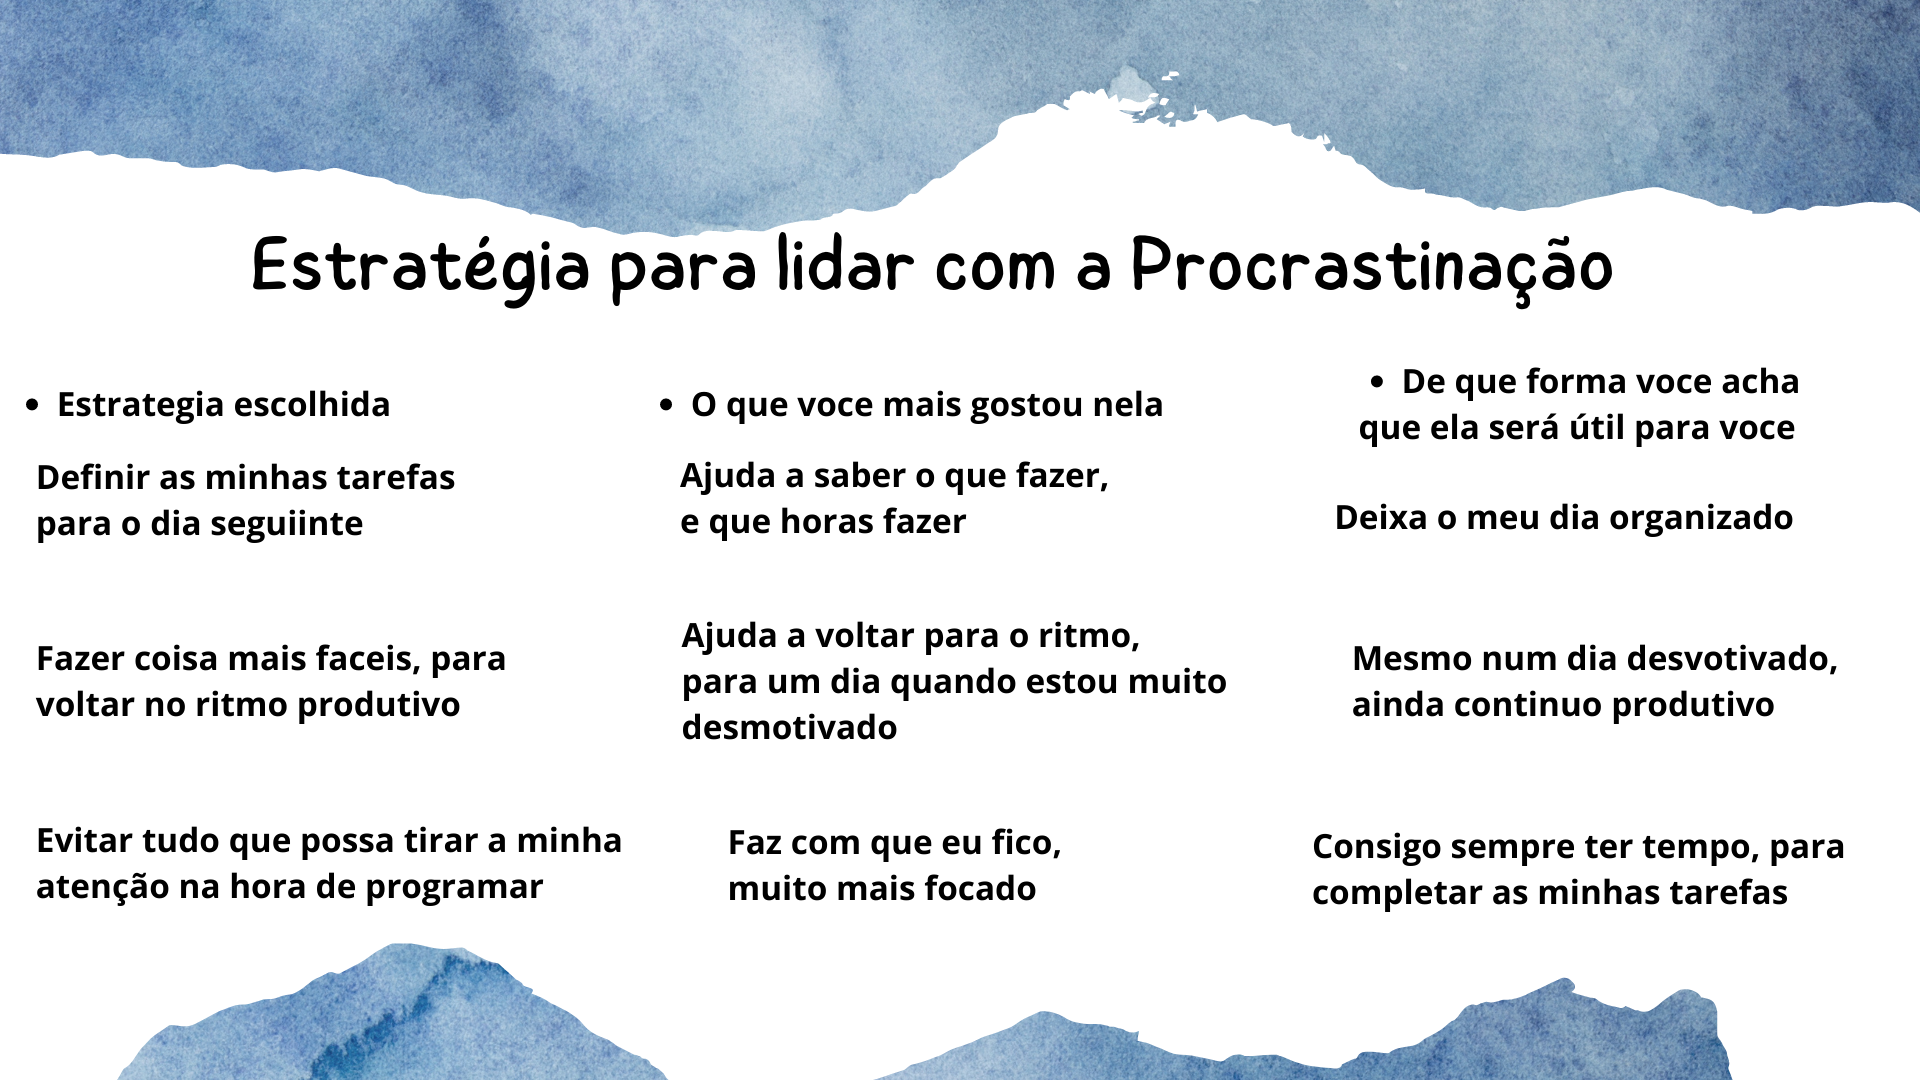 Estratégia para lidar com a Procrastinação
• Estrategia escolhida
• O que voce mais gostou nela
• De que forma voce acha
que ela será útil para voce
Definir as minhas tarefas
para o dia seguiinte
Ajuda a saber o que fazer,
e que horas fazer
Deixa o meu dia organizado
Fazer coisa mais faceis, para
voltar no ritmo produtivo
Ajuda a voltar para o ritmo,
para um dia quando estou muito
desmotivado
Mesmo num dia desvotivado,
ainda continuo produtivo
Evitar tudo que possa tirar a minha
atenção na hora de programar
Faz com que eu fico,
muito mais focado
Consigo sempre ter tempo, para
completar as minhas tarefas